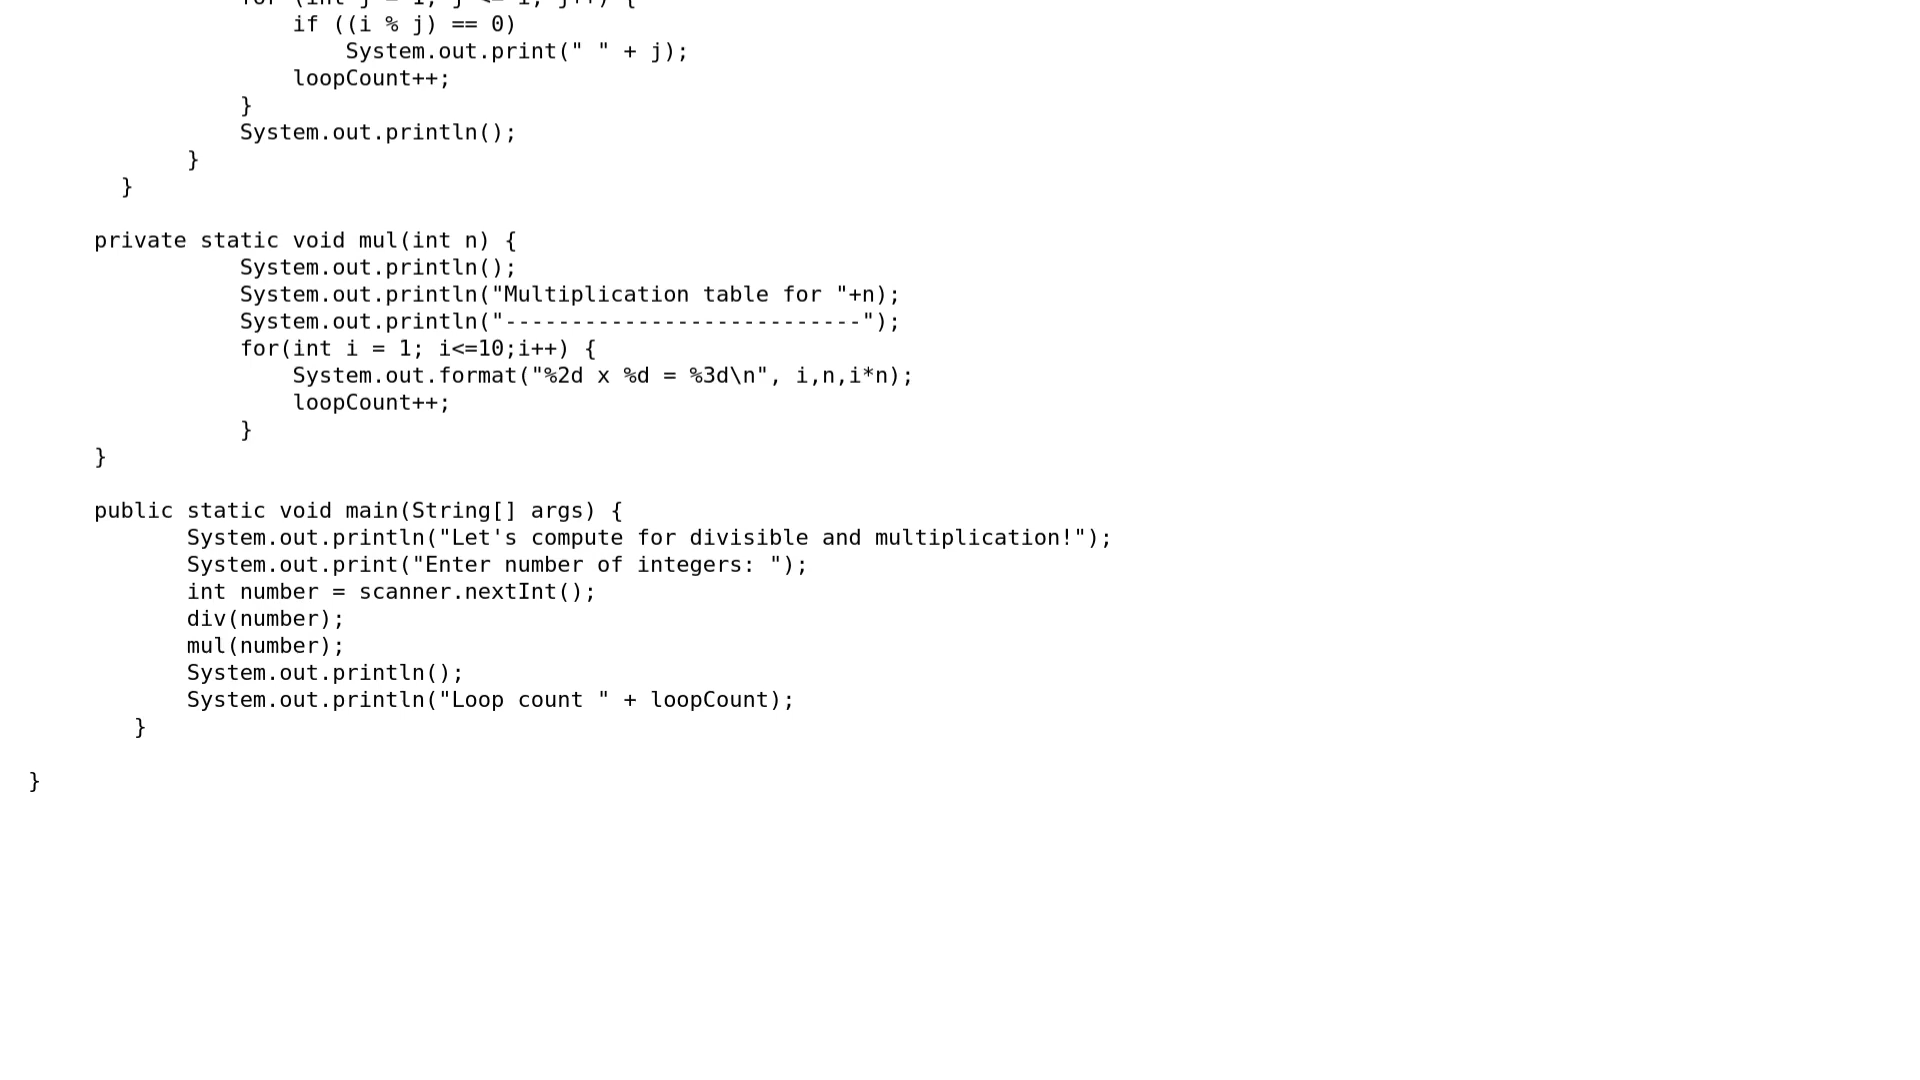 for (int j = 1; j <= i; j++) {
if ((i % j) == 0)
System.out.print(" " + j);
loopCount++;
}
System.out.println();
}
}
private static void mul(int n) {
System.out.println();
System.out.println("Multiplication table for "+n);
System.out.println("---------------------------");
for(int i = 1; i<=10;i++) {
System.out.format("%2d x %d = %3d\n", i,n,i*n);
loopCount++;
}
}
public static void main(String[] args) {
System.out.println("Let's compute for divisible and multiplication!");
System.out.print("Enter number of integers: ");
int number = scanner.nextInt();
div(number);
mul(number);
System.out.println();
System.out.println("Loop count " + loopCount);
}
}